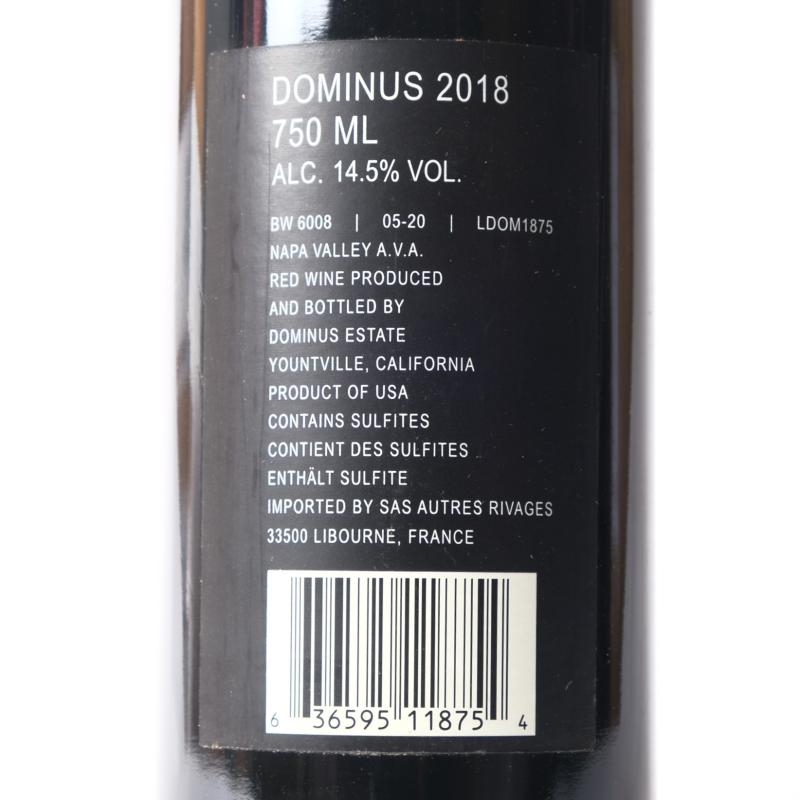 DOMINUS 2018
750 ML
ALC. 14.5% VOL.
BW 6008 | 05-20 | LDOM1875
NAPA VALLEY A.V.A.
RED WINE PRODUCED
AND BOTTLED BY
DOMINUS ESTATE
YOUNTVILLE, CALIFORNIA
PRODUCT OF USA
CONTAINS SULFITES
CONTIENT DES SULFITES
ENTHÄLT SULFITE
IMPORTED BY SAS AUTRES RIVAGES
33500 LIBOURNE, FRANCE
6 36595 11875 4